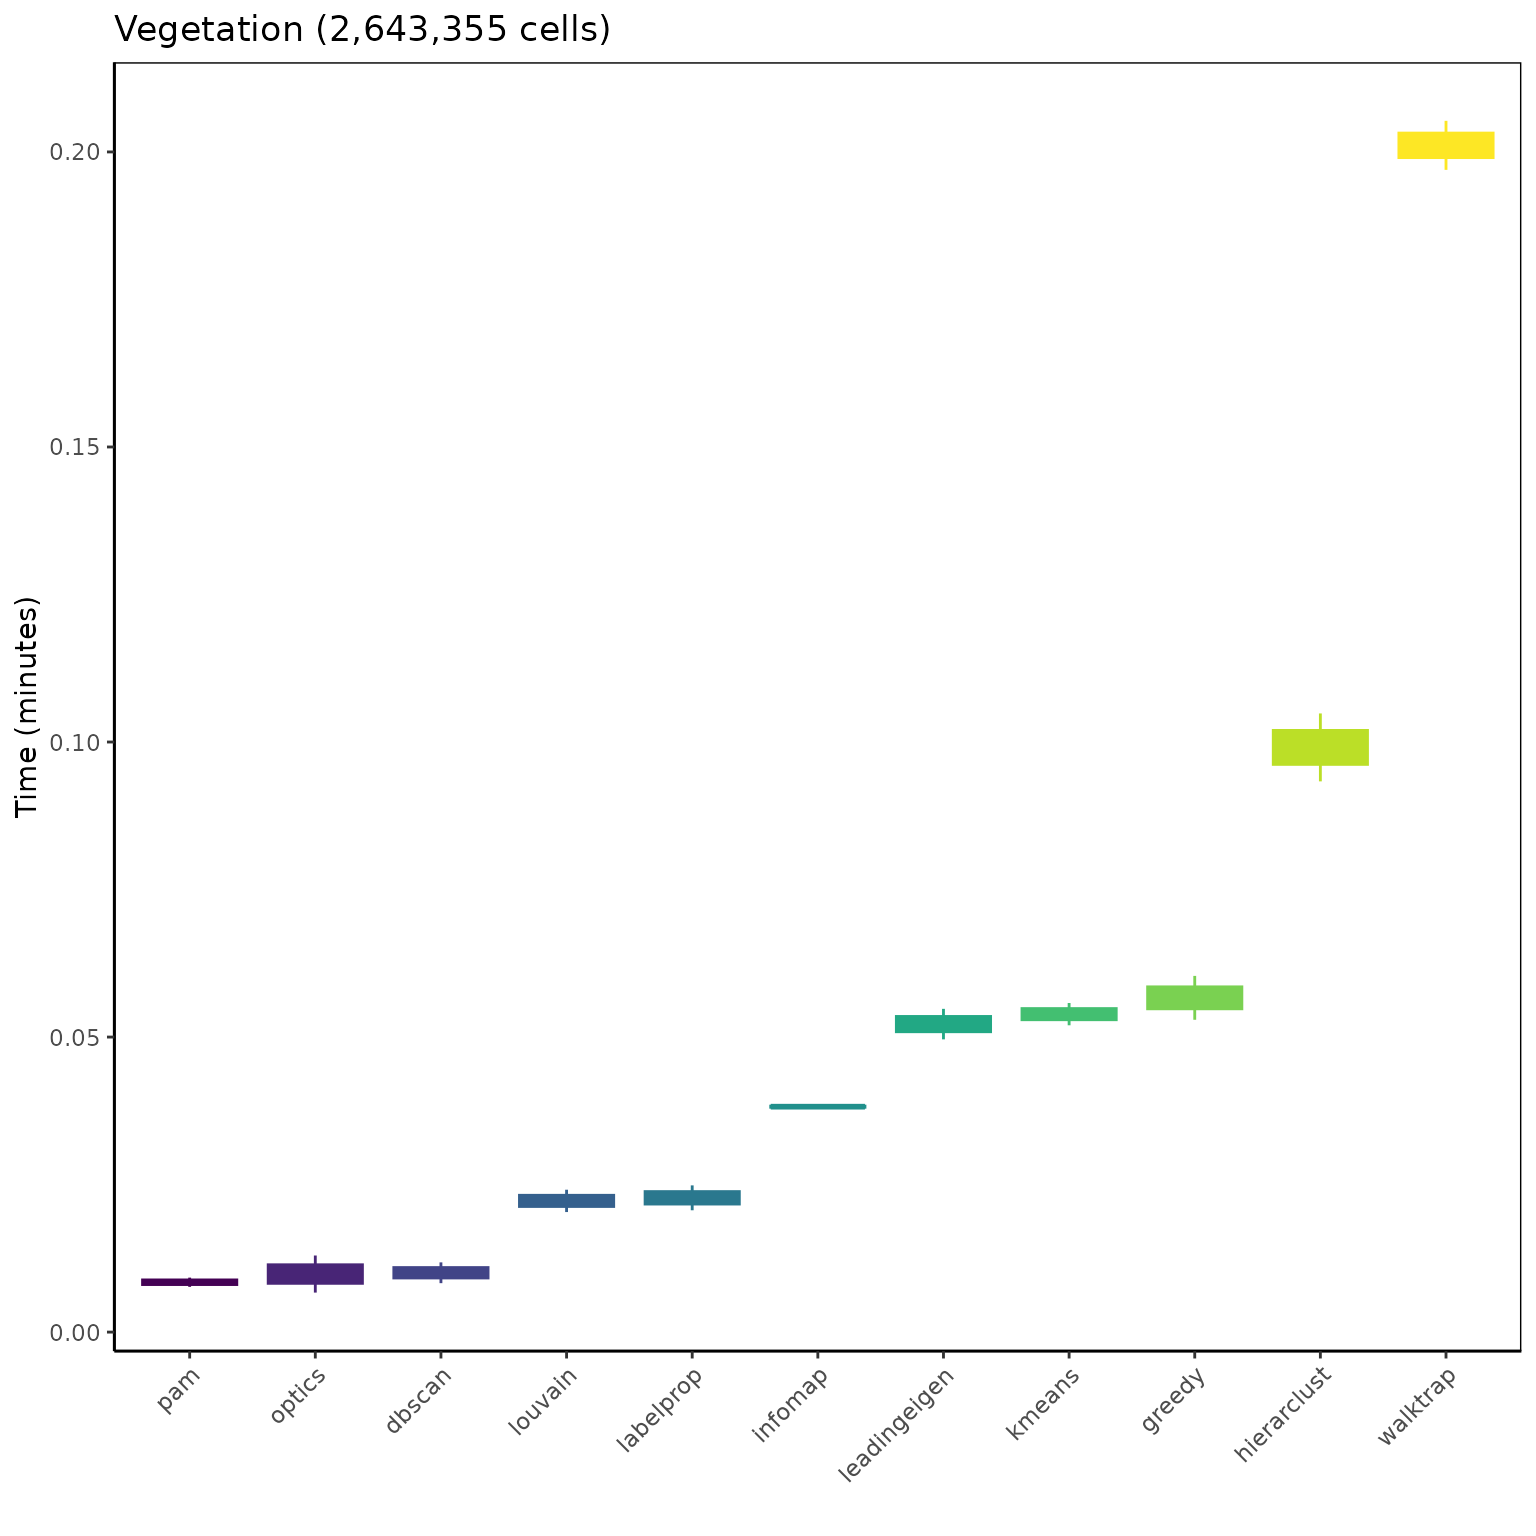 Vegetation (2,643,355 cells)
Time (minutes)
0.20
0.15
0.10
0.05
0.00
pam
optics
dbscan
louvain
labelprop
infomap
leadingeigen
kmeans
greedy
hierarclust
walktrap